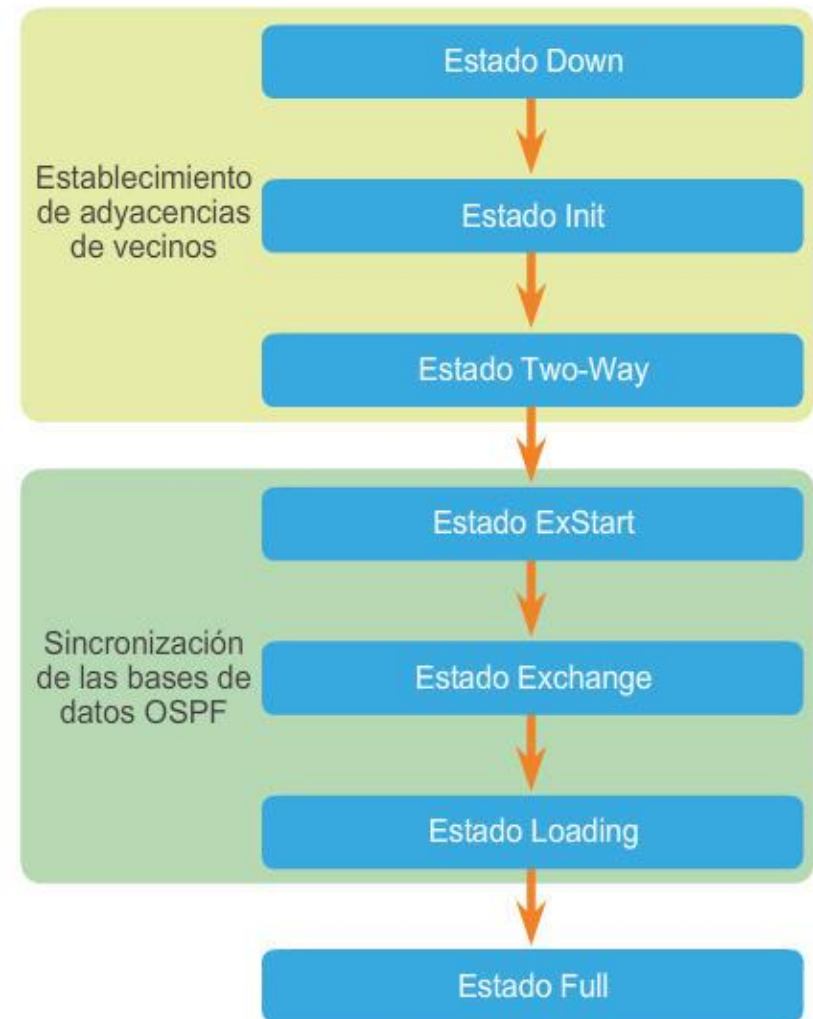 Estado Down
Establecimiento
de adyacencias
de vecinos
Estado Init
Estado Two-Way
Estado ExStart
Sincronización
de las bases de
datos OSPF
Estado Exchange
Estado Loading
Estado Full